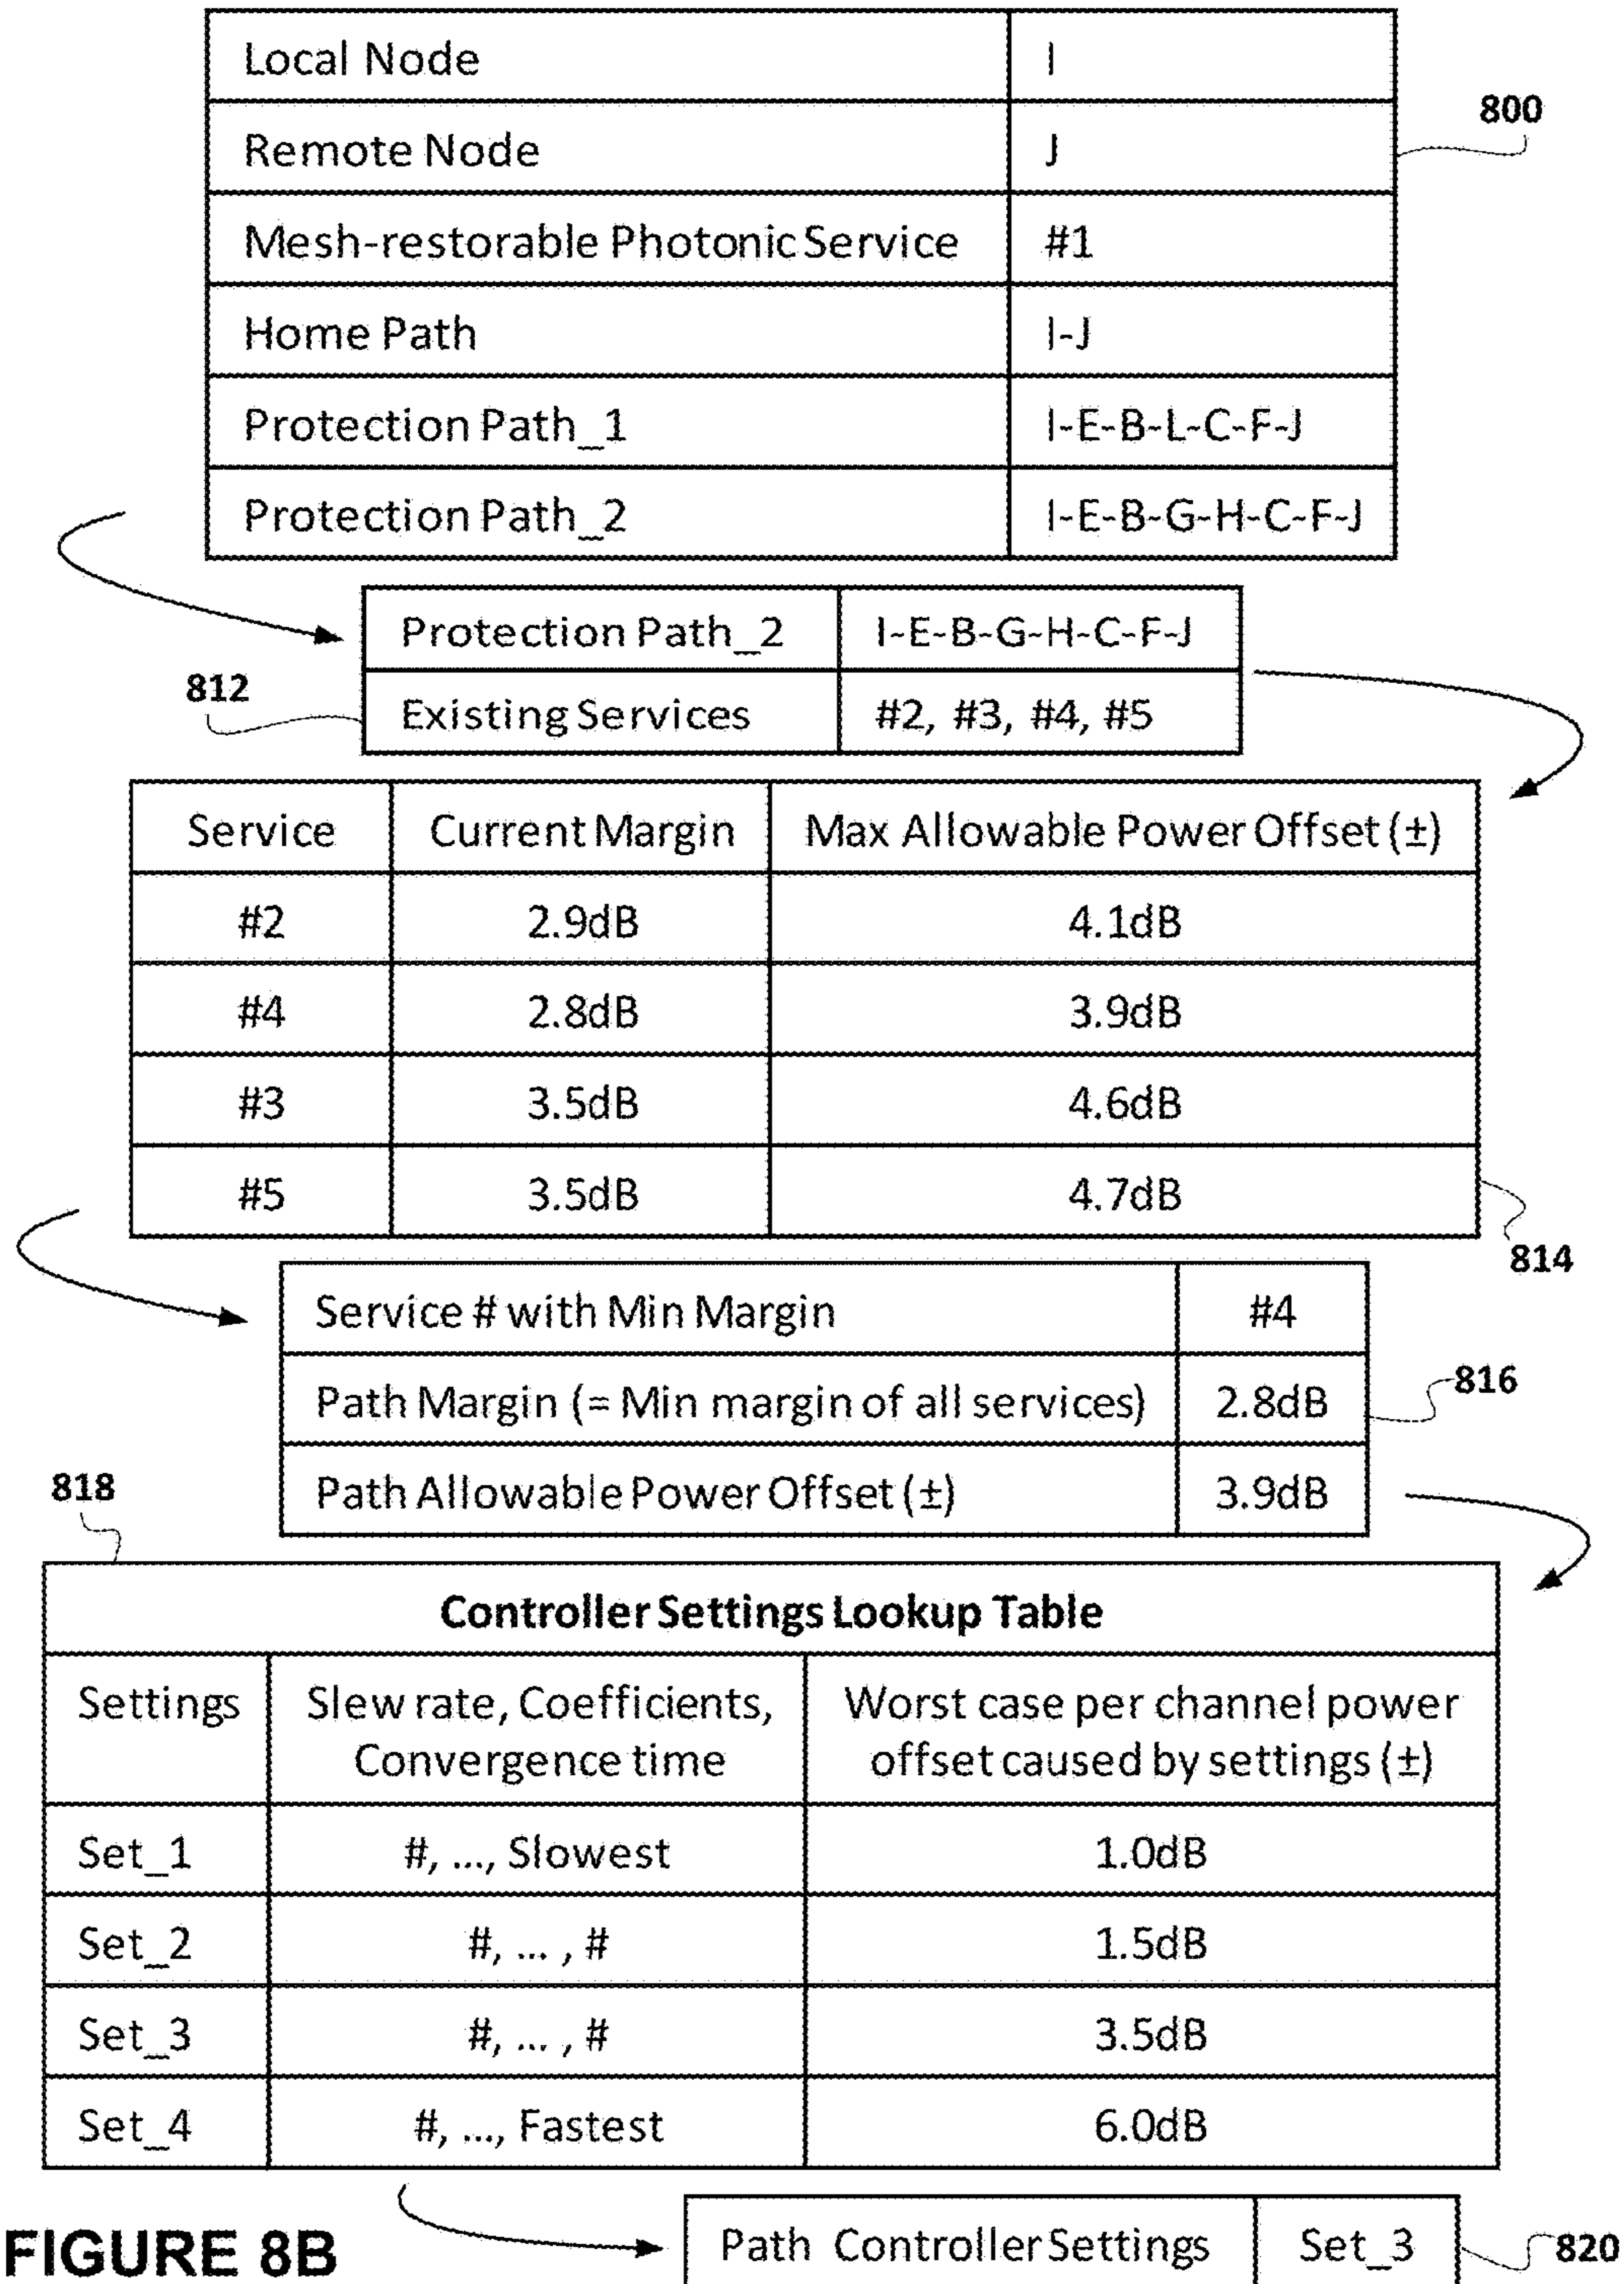 Local Node I
800
Remote Node J
Mesh-restorable Photonic Service #1
Home Path I-J
Protection Path_1 I-E-B-L-C-F-J
Protection Path_2 I-E-B-G-H-C-F-J
Protection Path_2 I-E-B-G-H-C-F-J
812
Existing Services #2, #3, #4, #5
Service Current Margin Max Allowable Power Offset (±)
#2 2.9dB 4.1dB
#4 2.8dB 3.9dB
#3 3.5dB 4.6dB
#5 3.5dB 4.7dB
814
Service # with Min Margin #4
Path Margin (= Min margin of all services) 2.8dB
816
Path Allowable Power Offset (±) 3.9dB
818
Controller Settings Lookup Table
Settings Slew rate, Coefficients, Worst case per channel power
Convergence time offset caused by settings (±)
Set_1 #, ..., Slowest 1.0dB
Set_2 #, ... , # 1.5dB
Set_3 #, ... , # 3.5dB
Set_4 #, ..., Fastest 6.0dB
FIGURE 8B
Path Controller Settings Set_3
820